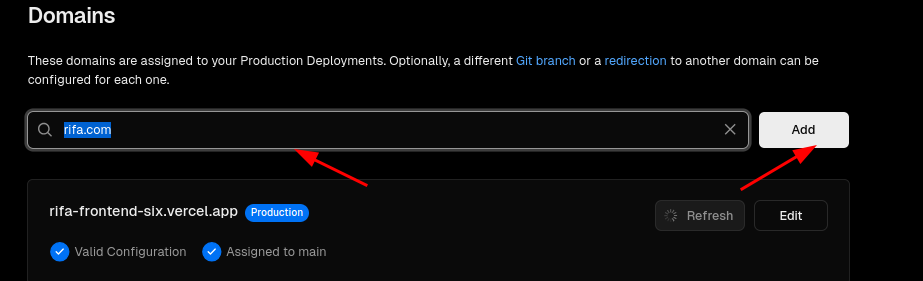 Domains
These domains are assigned to your Production Deployments. Optionally, a different Git branch or a redirection to another domain can be
configured for each one.
rifa.com
Add
rifa-frontend-six.vercel.app Production
Refresh Edit
Valid Configuration Assigned to main